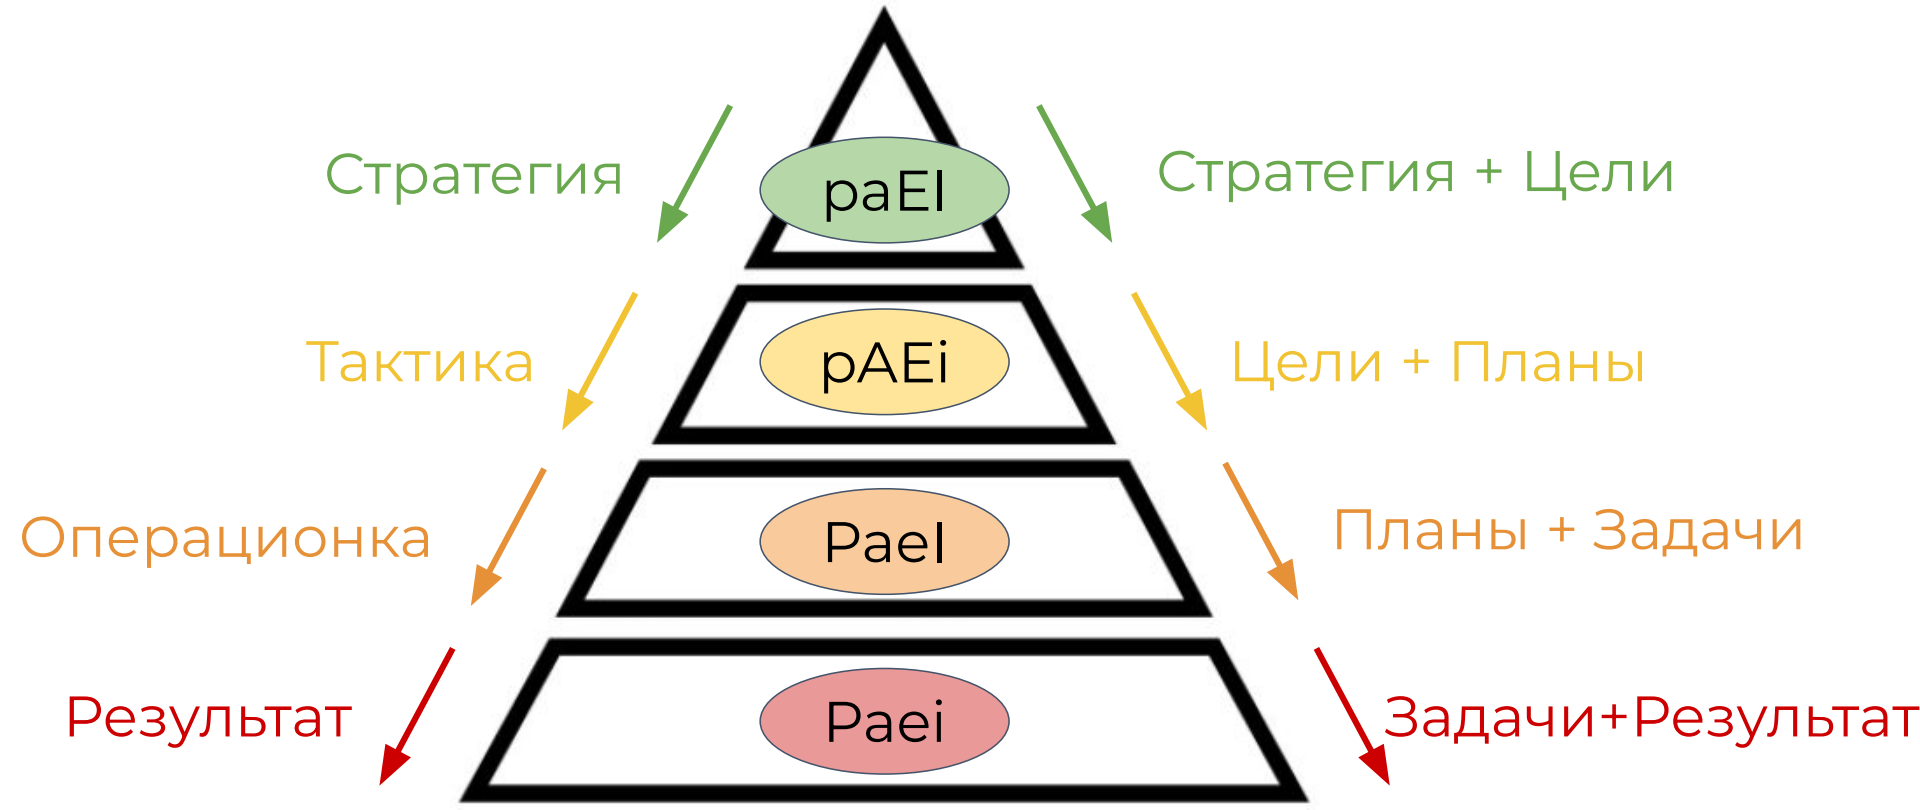 Стратегия
paEI
Стратегия + Цели
Тактика
pAEi
Цели + Планы
Операционка
PaeI
Планы + Задачи
Результат
Paei
Задачи+Результат